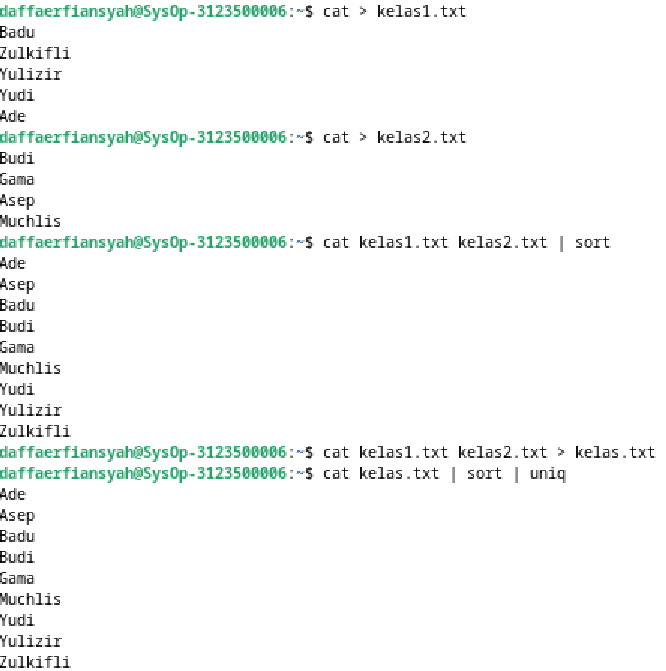 daffaerfiansyah@SysOp-3123500006:~$ cat > kelas1.txt
Badu
Zulkifli
Yulizir
Yudi
Ade
daffaerfiansyah@SysOp-3123500006:~$ cat > kelas2.txt
Budi
Gama
Asep
Muchlis
daffaerfiansyah@SysOp-3123500006:~$ cat kelas1.txt kelas2.txt | sort
Ade
Asep
Badu
Budi
Gama
Muchlis
Yudi
Yulizir
Zulkifli
daffaerfiansyah@SysOp-3123500006:~$ cat kelas1.txt kelas2.txt > kelas.txt
daffaerfiansyah@SysOp-3123500006:~$ cat kelas.txt | sort | uniq
Ade
Asep
Badu
Budi
Gama
Muchlis
Yudi
Yulizir
Zulkifli